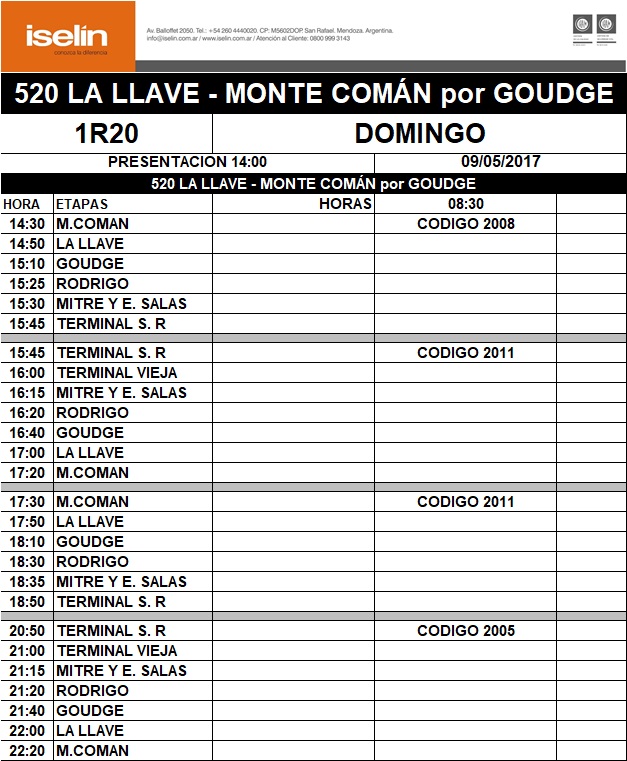 iselin
conozca la diferencia
Av. Balloffet 2050. Tel.: +54 260 4440020. CP: M5602DOP San Rafael. Mendoza. Argentina.
info@iselin.com.ar / www.iselin.com.ar / Atención al Cliente: 0800 999 3143
520 LA LLAVE - MONTE COMÁN por GOUDGE
1R20 DOMINGO
PRESENTACION 14:00 09/05/2017
520 LA LLAVE - MONTE COMÁN por GOUDGE
HORA ETAPAS HORAS 08:30
14:30 M.COMAN CODIGO 2008
14:50 LA LLAVE
15:10 GOUDGE
15:25 RODRIGO
15:30 MITRE Y E. SALAS
15:45 TERMINAL S. R
15:45 TERMINAL S. R CODIGO 2011
16:00 TERMINAL VIEJA
16:15 MITRE Y E. SALAS
16:20 RODRIGO
16:40 GOUDGE
17:00 LA LLAVE
17:20 M.COMAN
17:30 M.COMAN CODIGO 2011
17:50 LA LLAVE
18:10 GOUDGE
18:30 RODRIGO
18:35 MITRE Y E. SALAS
18:50 TERMINAL S. R
20:50 TERMINAL S. R CODIGO 2005
21:00 TERMINAL VIEJA
21:15 MITRE Y E. SALAS
21:20 RODRIGO
21:40 GOUDGE
22:00 LA LLAVE
22:20 M.COMAN